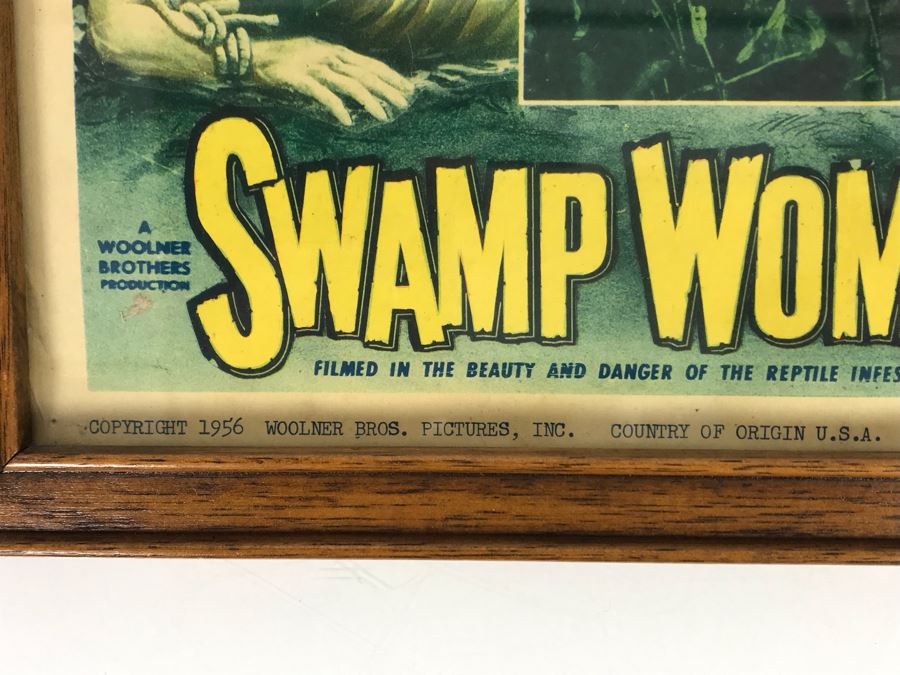 A
WOOLNER
BROTHERS
PRODUCTION
SWAMP WOM
FILMED IN THE BEAUTY AND DANGER OF THE REPTILE INFES
COPYRIGHT 1956 WOOLNER BROS. PICTURES, INC. COUNTRY OF ORIGIN U.S.A.